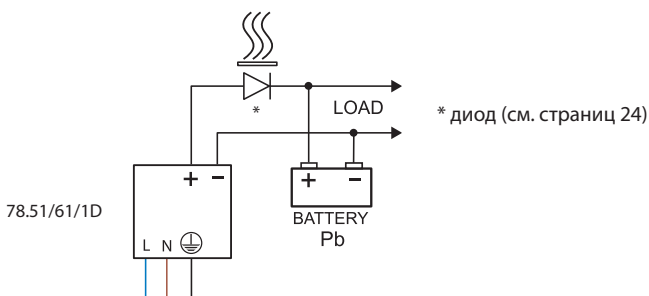 *
LOAD
* диод (см. страниц 24)
+ −
+ −
78.51/61/1D
BATTERY
Pb
L N